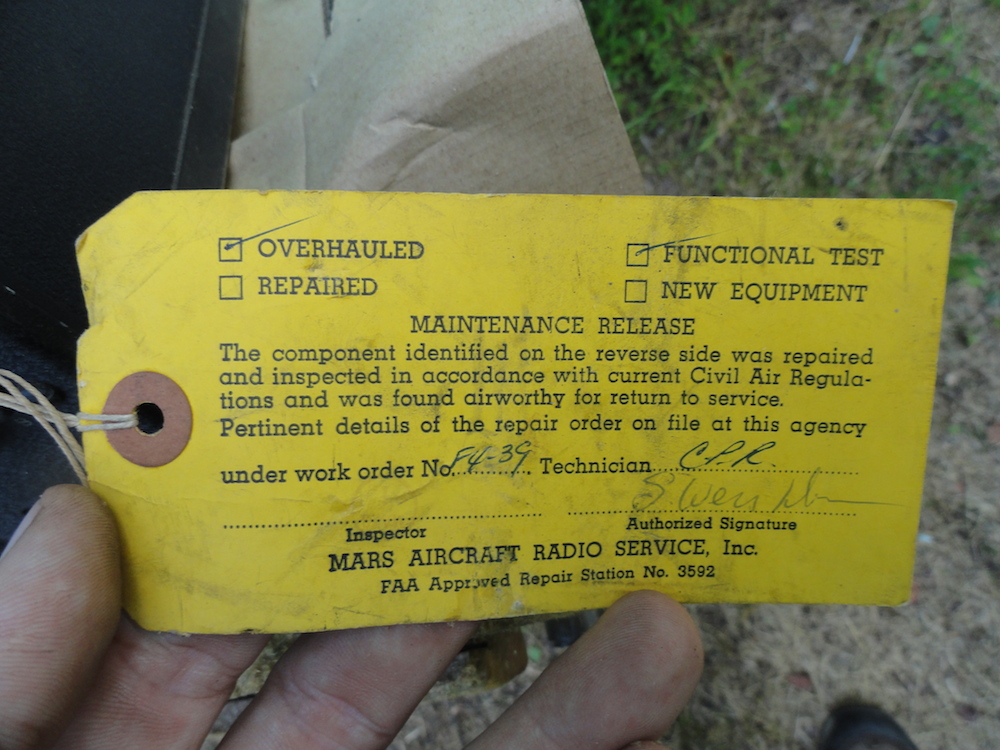 OVERHAULED
FUNCTIONAL TEST
REPAIRED
NEW EQUIPMENT
MAINTENANCE RELEASE
The component identified on the reverse side was repaired
and inspected in accordance with current Civil Air Regula-
tions and was found airworthy for return to service.
Pertinent details of the repair order on file at this agency
under work order No. 84-39. Technician C.P.R.
Inspector
Authorized Signature
MARS AIRCRAFT RADIO SERVICE, Inc.
FAA Approved Repair Station No. 3592